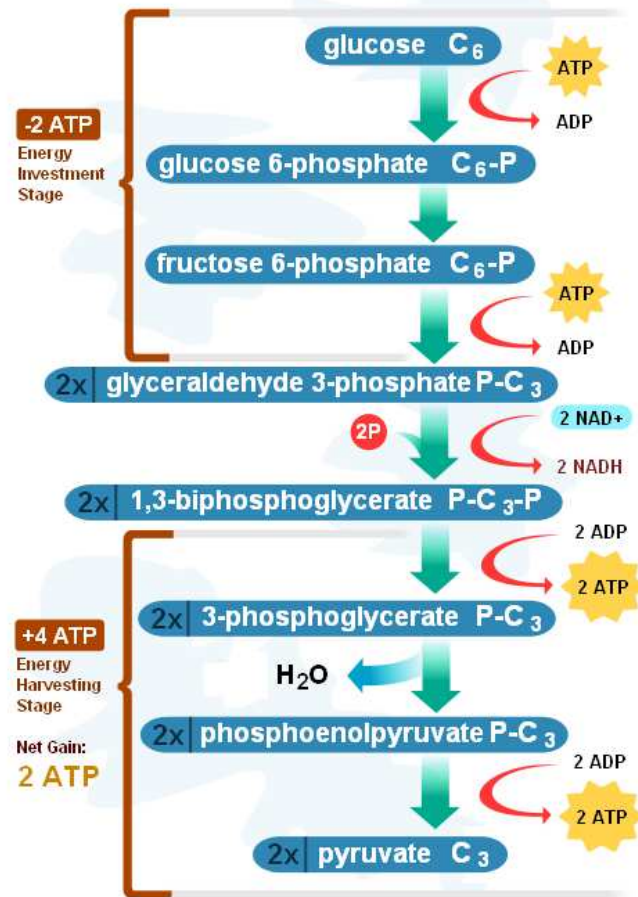 glucose C6
ATP
ADP
-2 ATP
Energy
Investment
Stage
glucose 6-phosphate C6-P
fructose 6-phosphate C6-P
ATP
ADP
2x glyceraldehyde 3-phosphate P-C3
2P
2 NAD+
2 NADH
2x 1,3-biphosphoglycerate P-C3-P
2 ADP
2 ATP
+4 ATP
Energy
Harvesting
Stage
Net Gain:
2 ATP
2x 3-phosphoglycerate P-C3
H2O
2x phosphoenolpyruvate P-C3
2 ADP
2 ATP
2x pyruvate C3